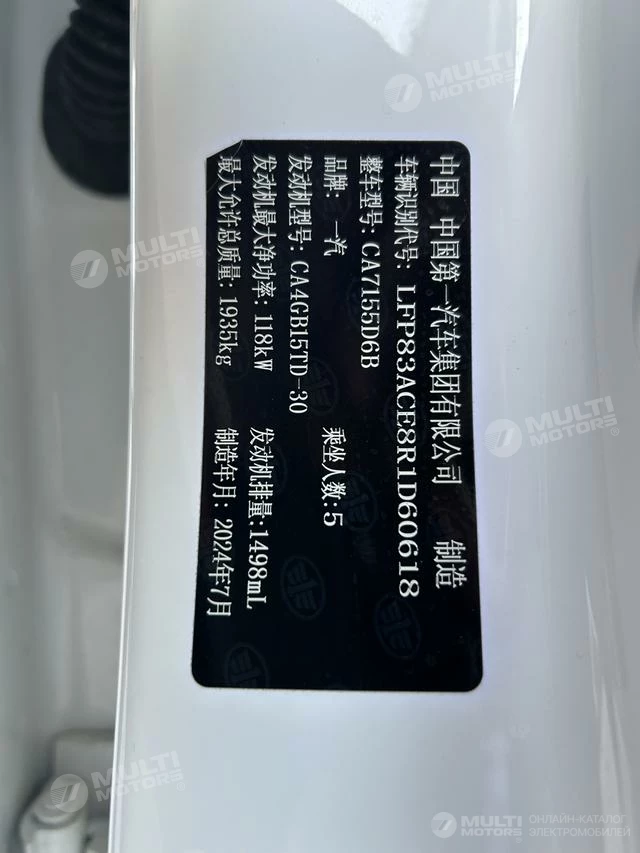 中国 中国第一汽车集团有限公司 制造
车辆识别代号: LFP83ACE8R1D60618
整车型号: CA7155D6B
品牌: 一汽 乘坐人数:5
发动机型号: CA4GB15TD-30
发动机最大净功率: 118kW 发动机排量:1498mL
最大允许总质量: 1935kg 制造年月: 2024年7月
MULTI MOTORS®
MULTI MOTORS®
MULTI MOTORS®
MULTI MOTORS®
MULTI MOTORS ОНЛАЙН-КАТАЛОГ ЭЛЕКТРОМОБИЛЕЙ